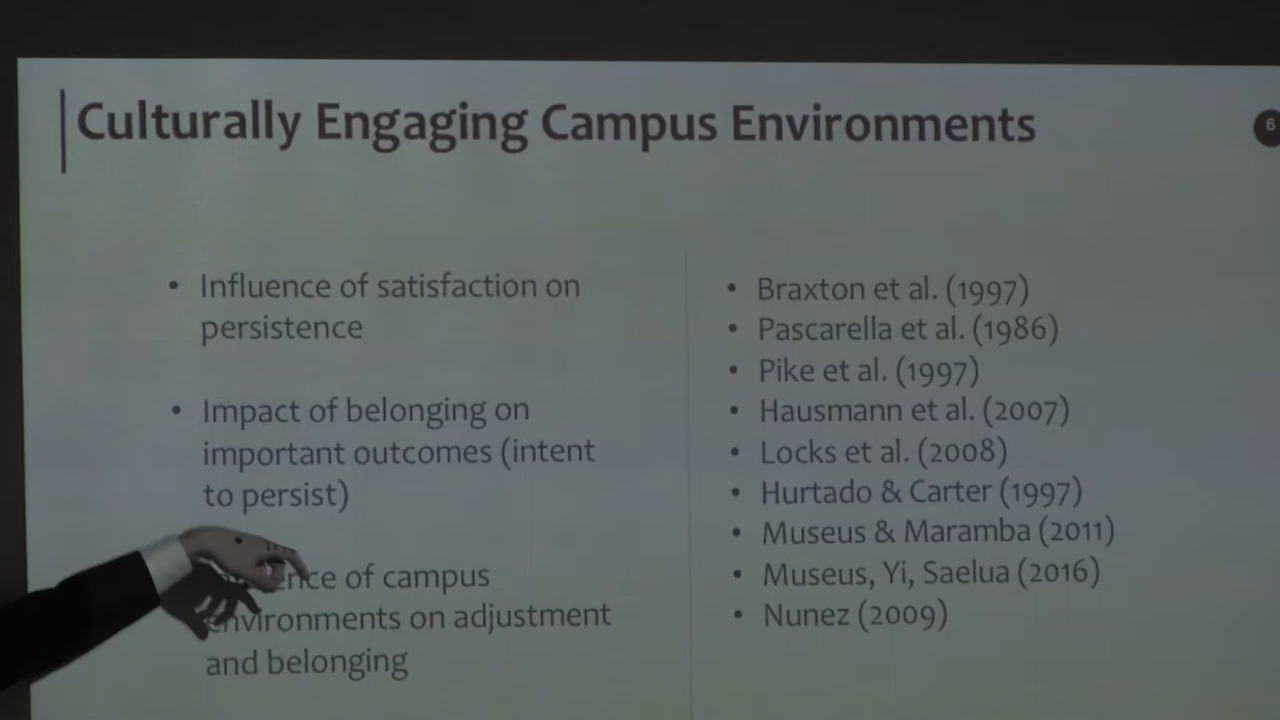 Culturally Engaging Campus Environments
6
• Influence of satisfaction on
persistence
• Impact of belonging on
important outcomes (intent
to persist)
of campus
environments on adjustment
and belonging
• Braxton et al. (1997)
• Pascarella et al. (1986)
• Pike et al. (1997)
• Hausmann et al. (2007)
• Locks et al. (2008)
• Hurtado & Carter (1997)
• Museus & Maramba (2011)
• Museus, Yi, Saelua (2016)
• Nunez (2009)